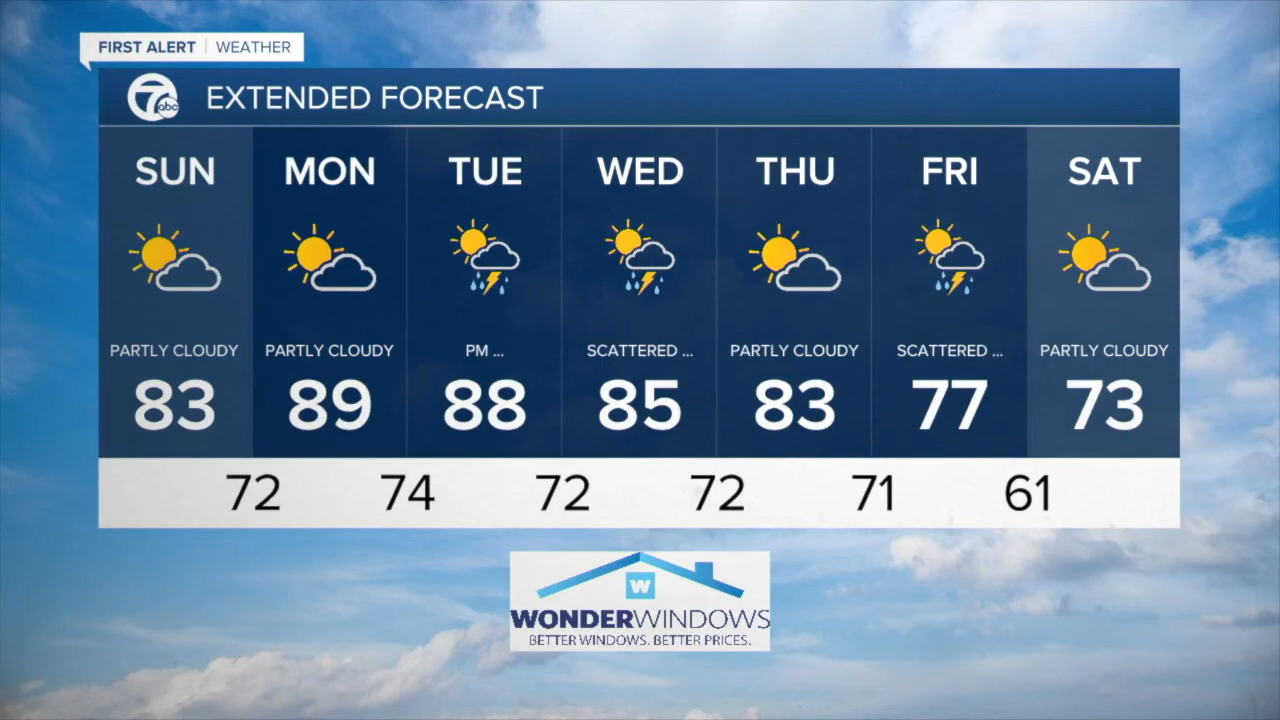 FIRST ALERT | WEATHER
7 abc EXTENDED FORECAST
SUN MON TUE WED THU FRI SAT
PARTLY CLOUDY PARTLY CLOUDY PM ... SCATTERED ... PARTLY CLOUDY SCATTERED ... PARTLY CLOUDY
83 89 88 85 83 77 73
72 74 72 72 71 61
W
WONDERWINDOWS
BETTER WINDOWS. BETTER PRICES.